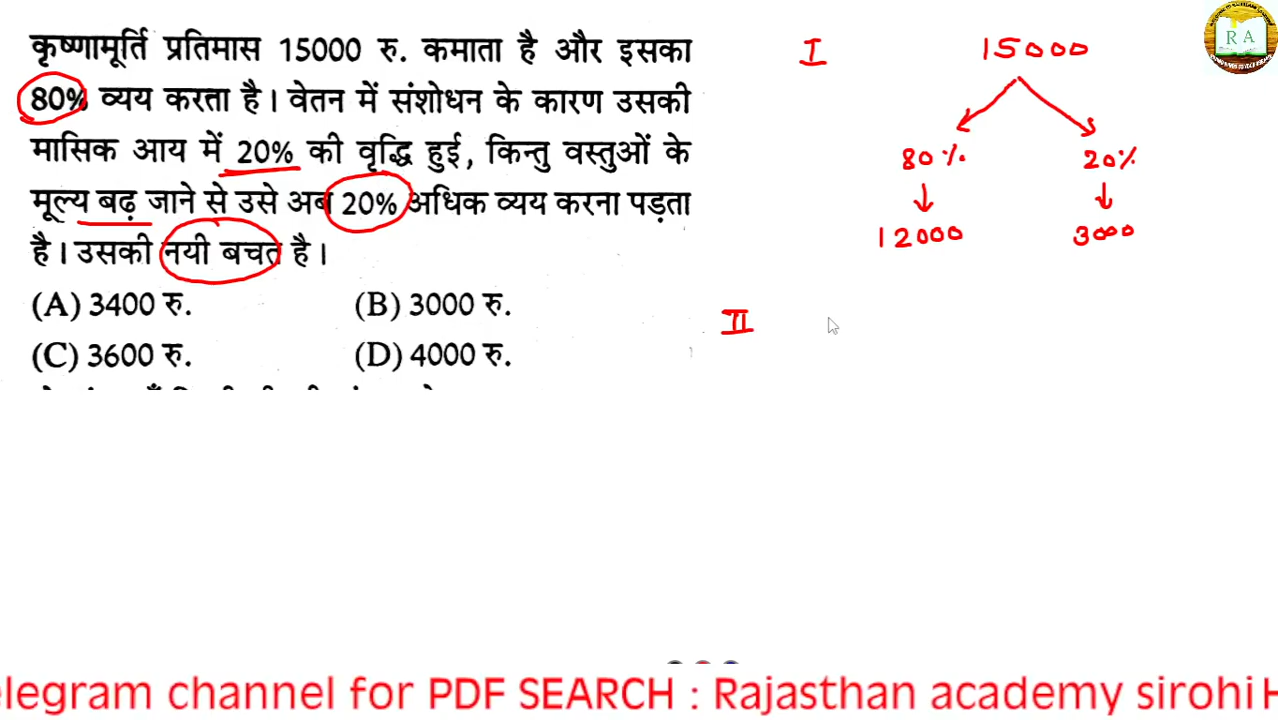 कृष्णामूर्ति प्रतिमास 15000 रु. कमाता है और इसका
80% व्यय करता है। वेतन में संशोधन के कारण उसकी
मासिक आय में 20% की वृद्धि हुई, किन्तु वस्तुओं के
मूल्य बढ़ जाने से उसे अब 20% अधिक व्यय करना पड़ता
है। उसकी नयी बचत है।
(A) 3400 रु. (B) 3000 रु.
(C) 3600 रु. (D) 4000 रु.
I 15000
80% 20%
12000 3000
II
R A
elegram channel for PDF SEARCH : Rajasthan academy sirohi H